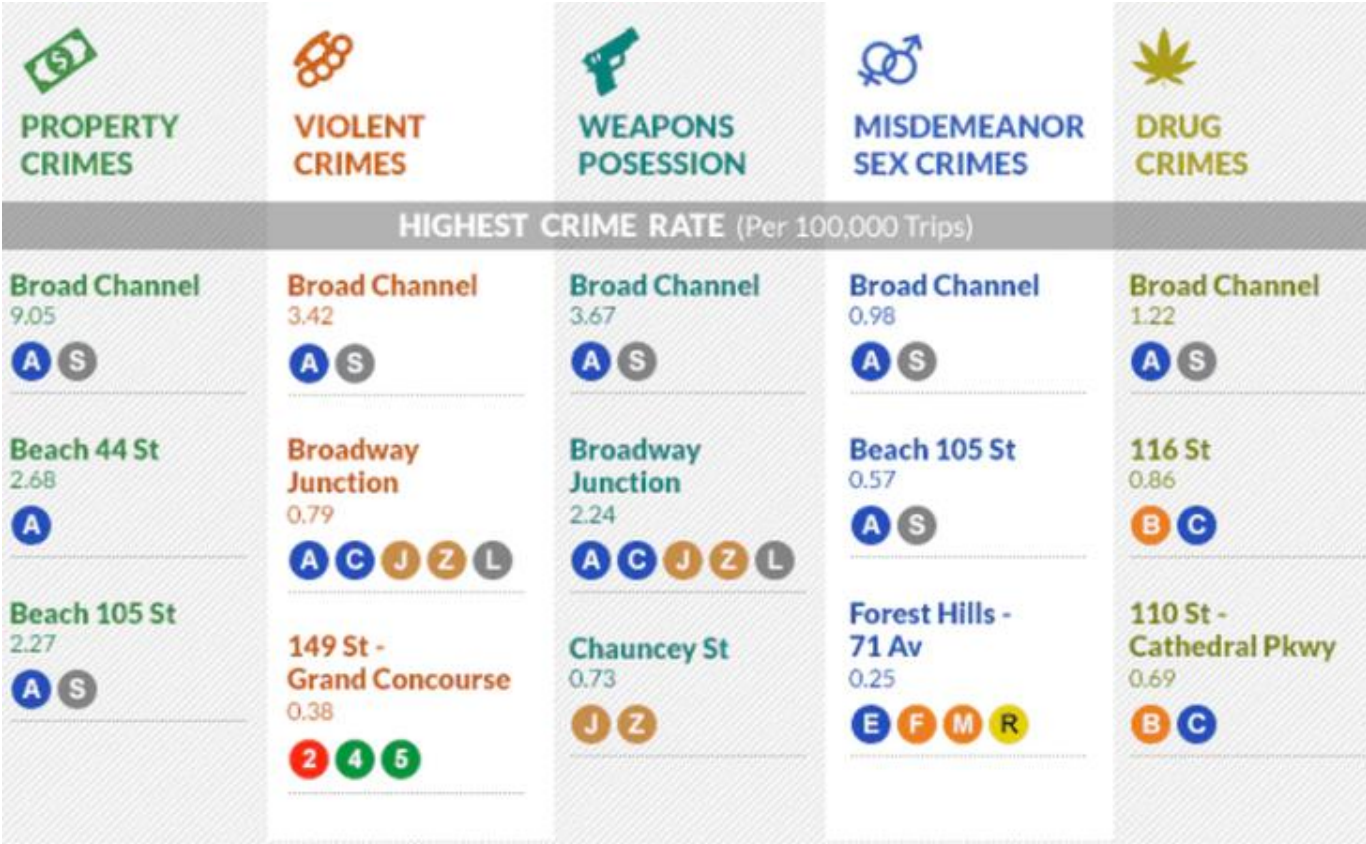 PROPERTY
CRIMES
VIOLENT
CRIMES
WEAPONS
POSESSION
MISDEMEANOR
SEX CRIMES
DRUG
CRIMES
HIGHEST CRIME RATE (Per 100,000 Trips)
Broad Channel
9.05
A S
Beach 44 St
2.68
A
Beach 105 St
2.27
A S
Broad Channel
3.42
A S
Broadway
Junction
0.79
A C J Z L
149 St -
Grand Concourse
0.38
2 4 5
Broad Channel
3.67
A S
Broadway
Junction
2.24
A C J Z L
Chauncey St
0.73
J Z
Broad Channel
0.98
A S
Beach 105 St
0.57
A S
Forest Hills -
71 Av
0.25
E F M R
Broad Channel
1.22
A S
116 St
0.86
B C
110 St -
Cathedral Pkwy
0.69
B C